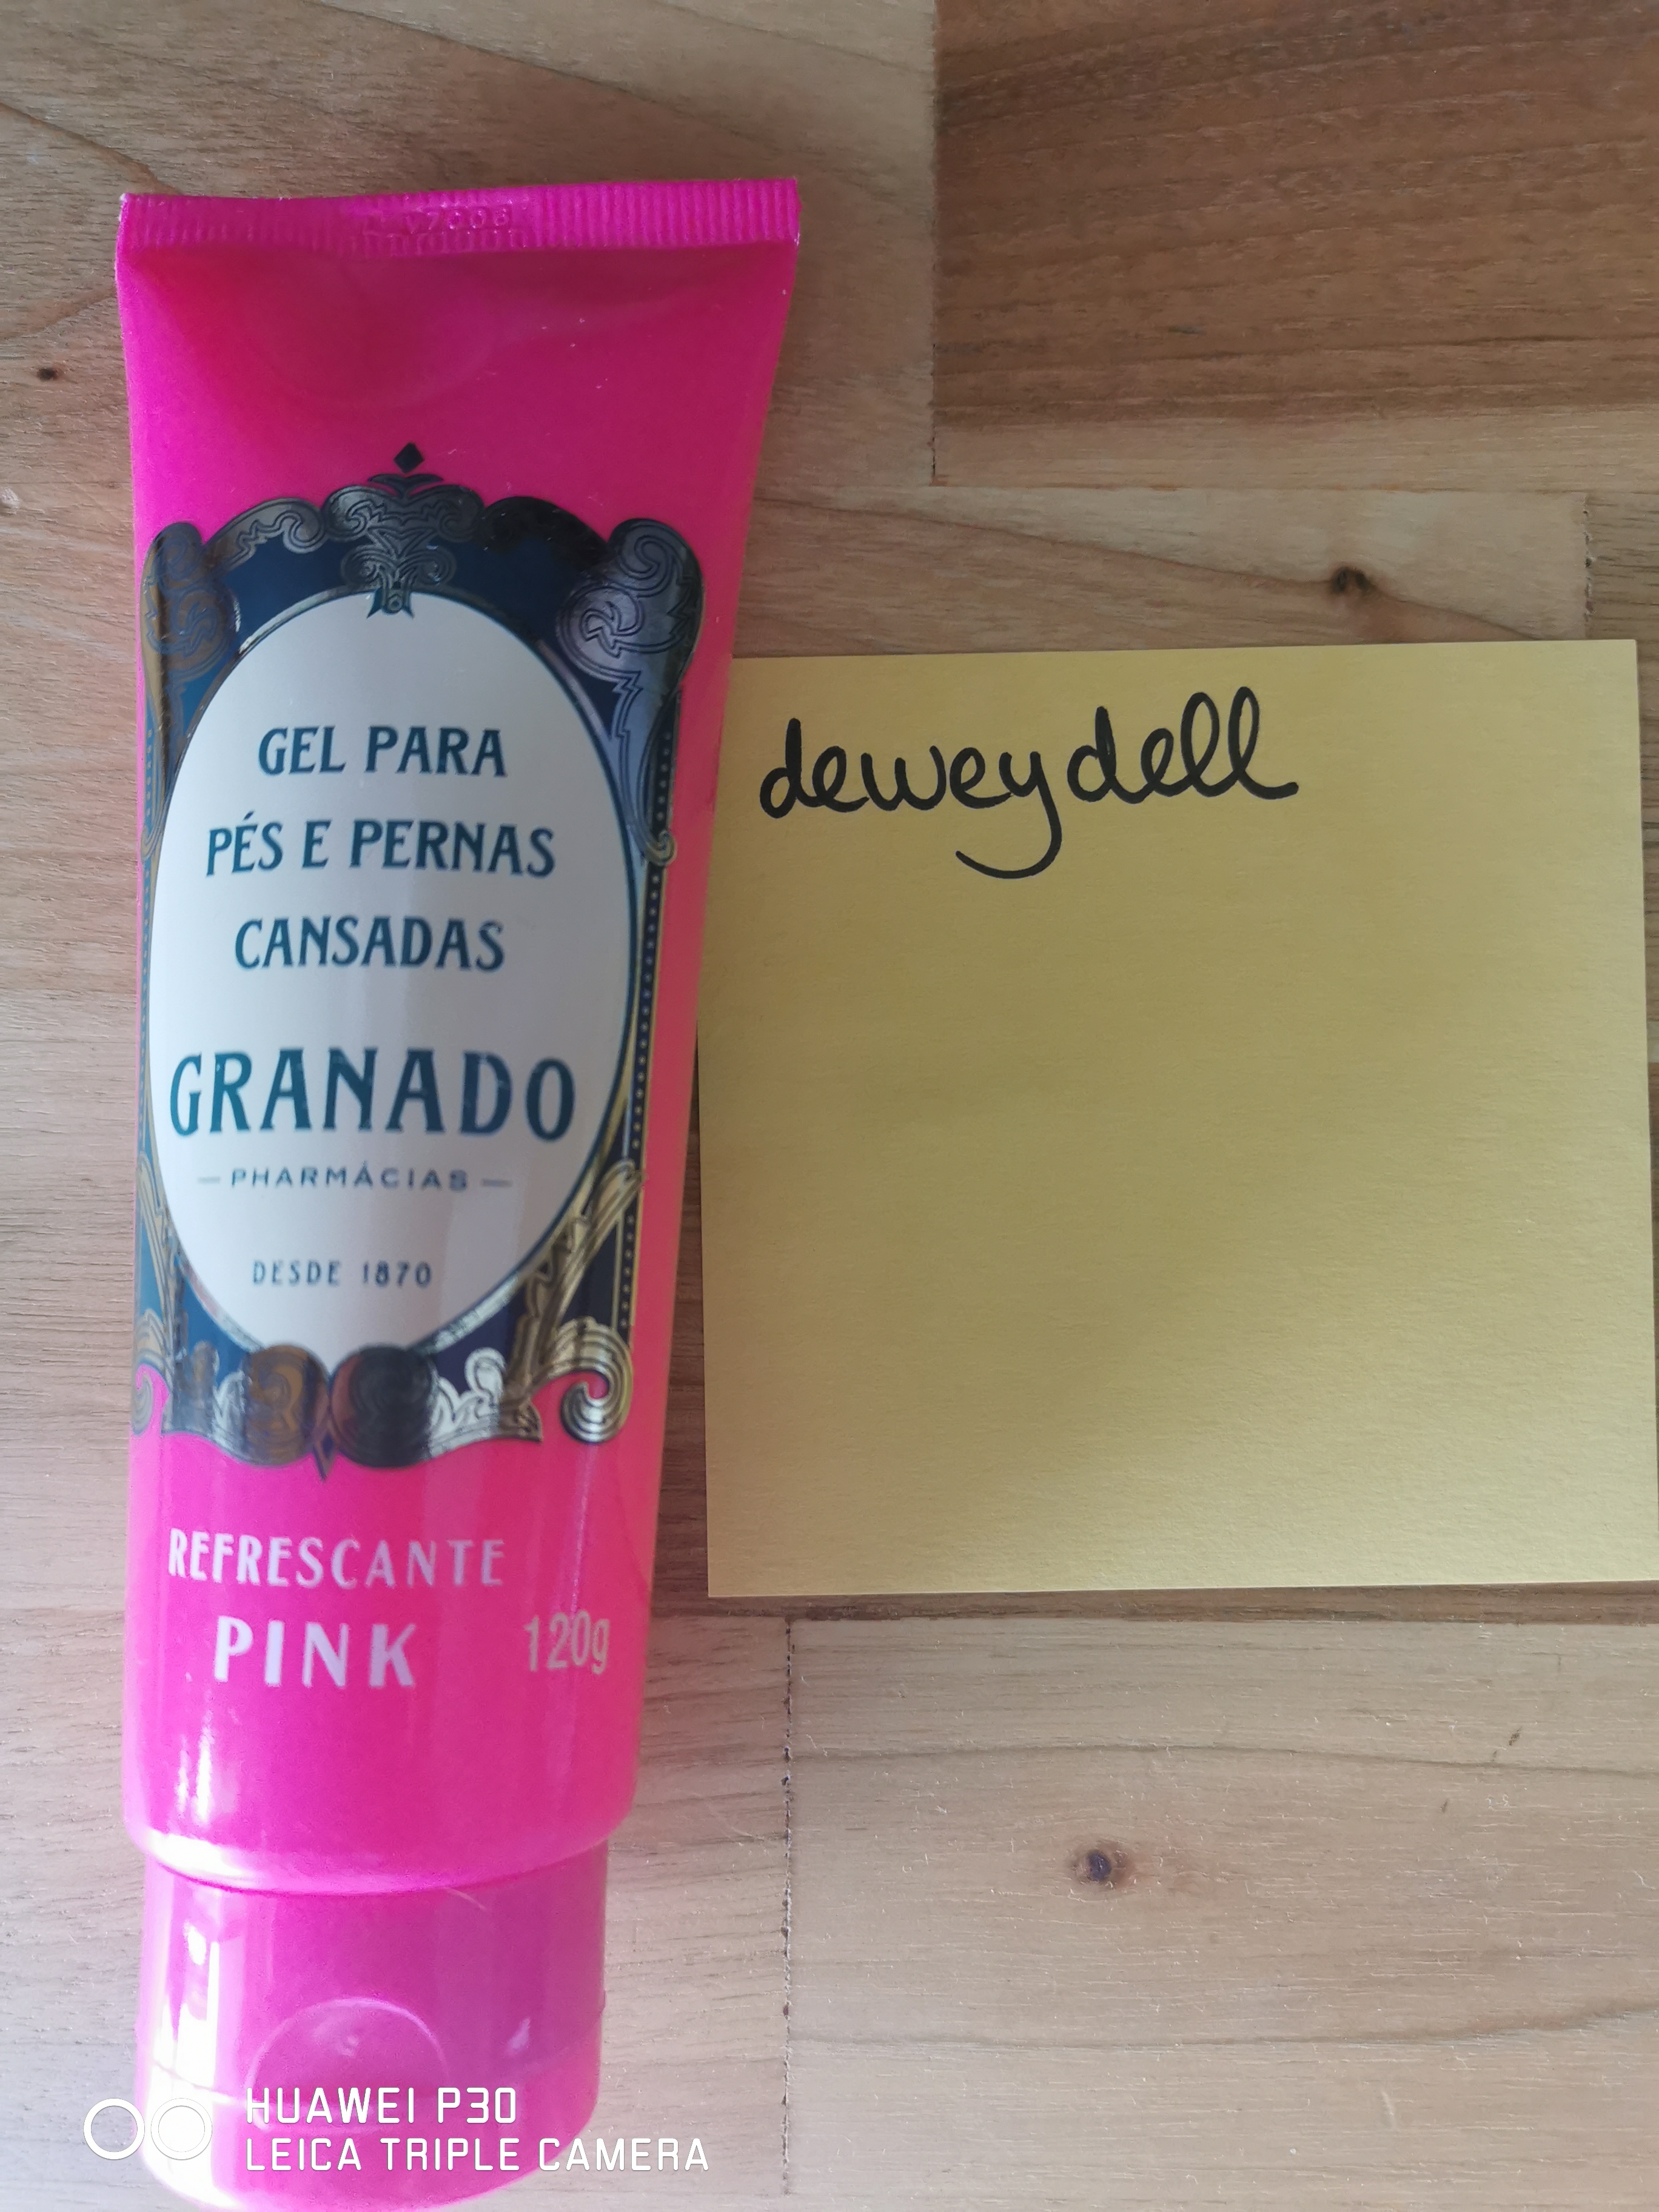 GEL PARA
PÉS E PERNAS
CANSADAS
GRANADO
PHARMÁCIAS
DESDE 1870
REFRESCANTE
PINK
120g
deweydell
HUAWEI P30
LEICA TRIPLE CAMERA